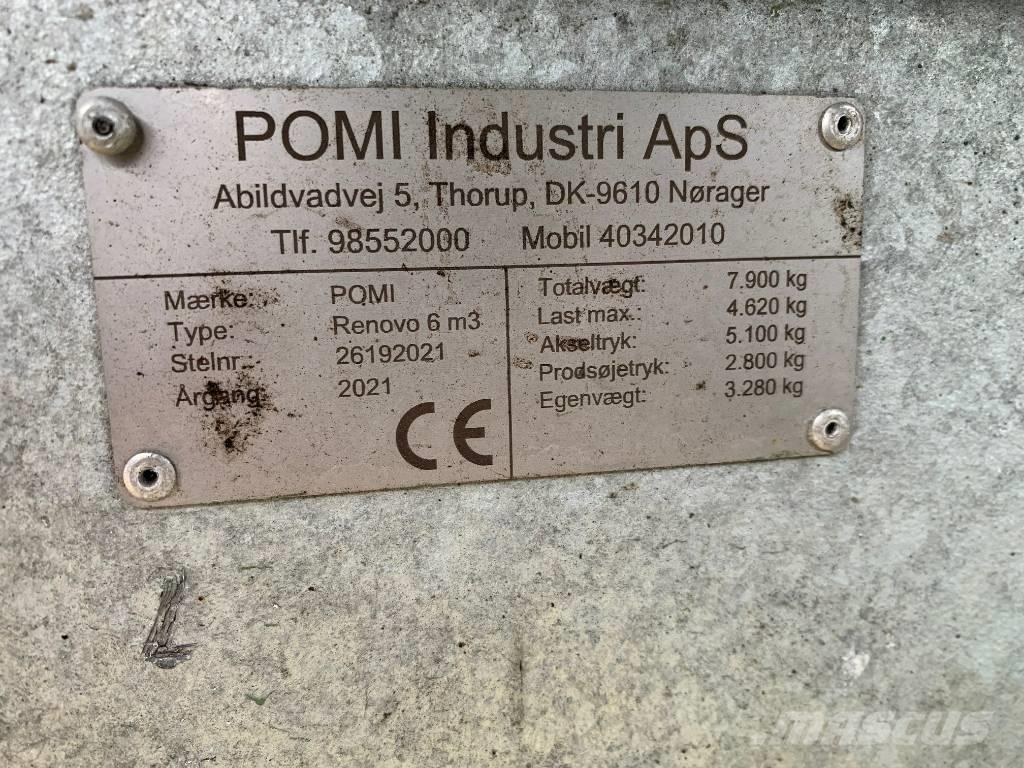 POMI Industri ApS
Abildvadvej 5, Thorup, DK-9610 Nørager
Tlf. 98552000 Mobil 40342010
Mærke: POMI
Type: Renovo 6 m3
Stelnr.: 26192021
Årgang: 2021
CE
Totalvægt: 7.900 kg
Last max.: 4.620 kg
Akseltryk: 5.100 kg
Prodsøjetryk: 2.800 kg
Egenvægt: 3.280 kg
mascus